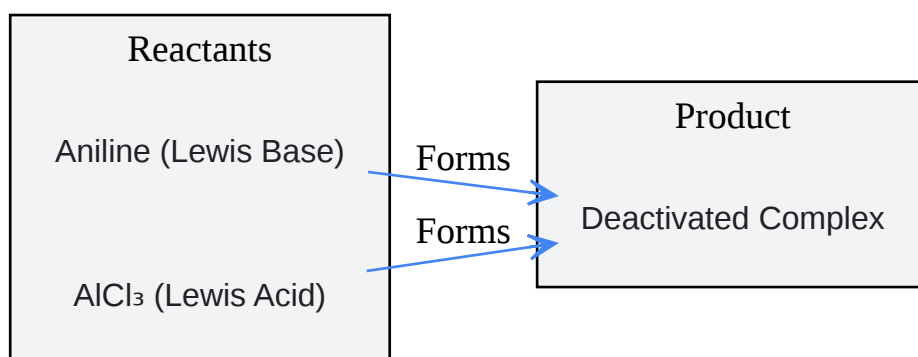 Reactants
Aniline (Lewis Base)
AlCl₃ (Lewis Acid)
Forms
Forms
Product
Deactivated Complex